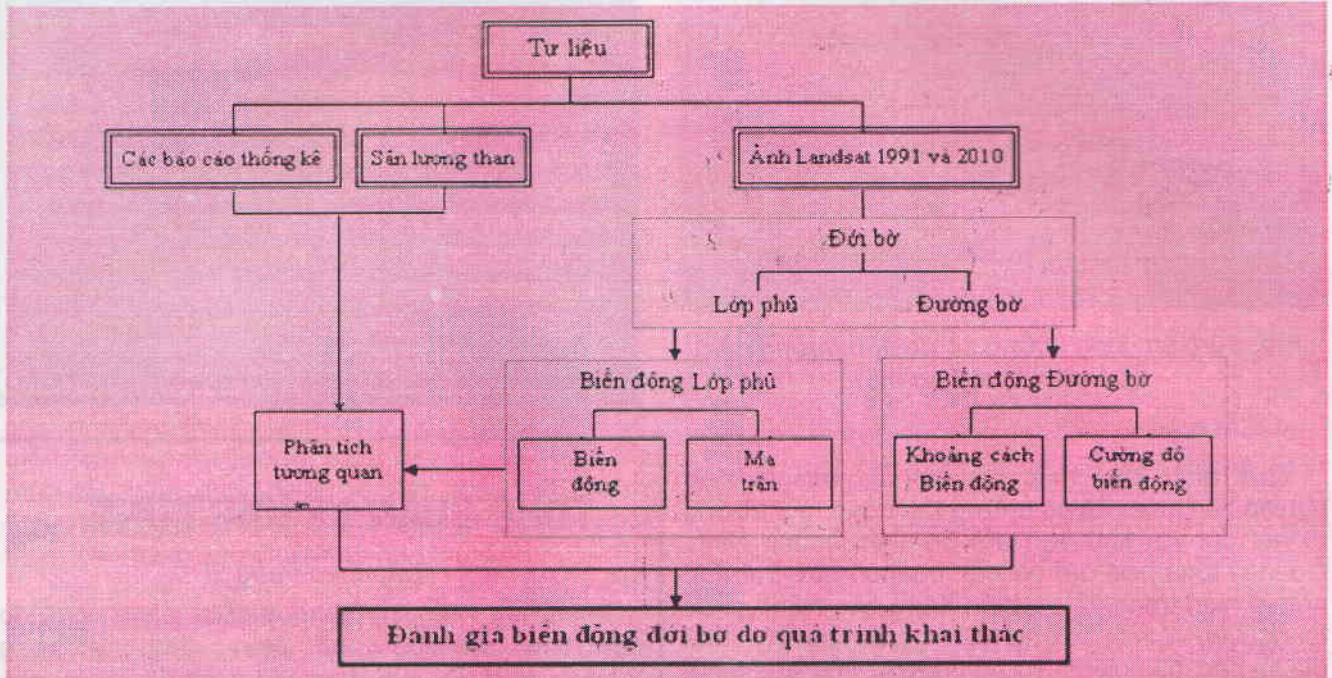 Tư liệu
Các báo cáo thống kê
Sản lượng than
Ảnh Landsat 1991 và 2010
Đới bờ
Lớp phủ
Đường bờ
Biến động Lớp phủ
Biến động Đường bờ
Phân tích
tương quan
Biến
động
Ma
trận
Khoảng cách
Biến động
Cường độ
biến động
Đánh giá biến động đới bờ do quá trình khai thác